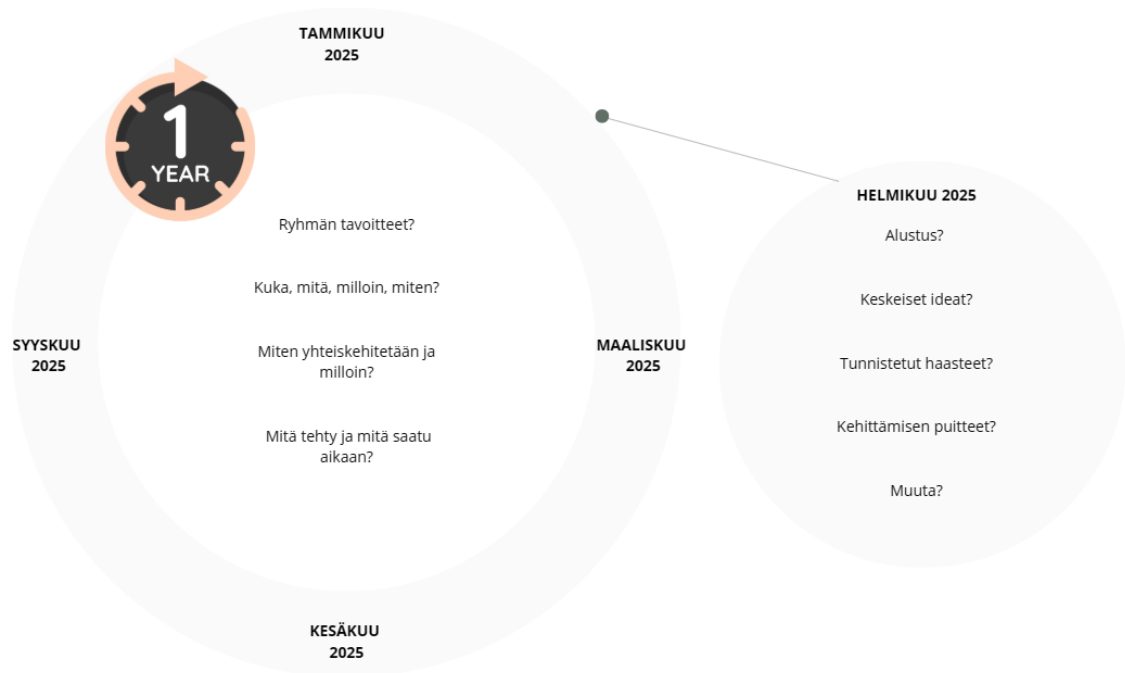 TAMMIKUU
2025
1
YEAR
Ryhmän tavoitteet?
Kuka, mitä, milloin, miten?
Miten yhteiskehitetään ja
milloin?
Mitä tehty ja mitä saatu
aikaan?
SYYSKUU
2025
MAALISKUU
2025
KESÄKUU
2025
HELMIKUU 2025
Alustus?
Keskeiset ideat?
Tunnistetut haasteet?
Kehittämisen puitteet?
Muuta?